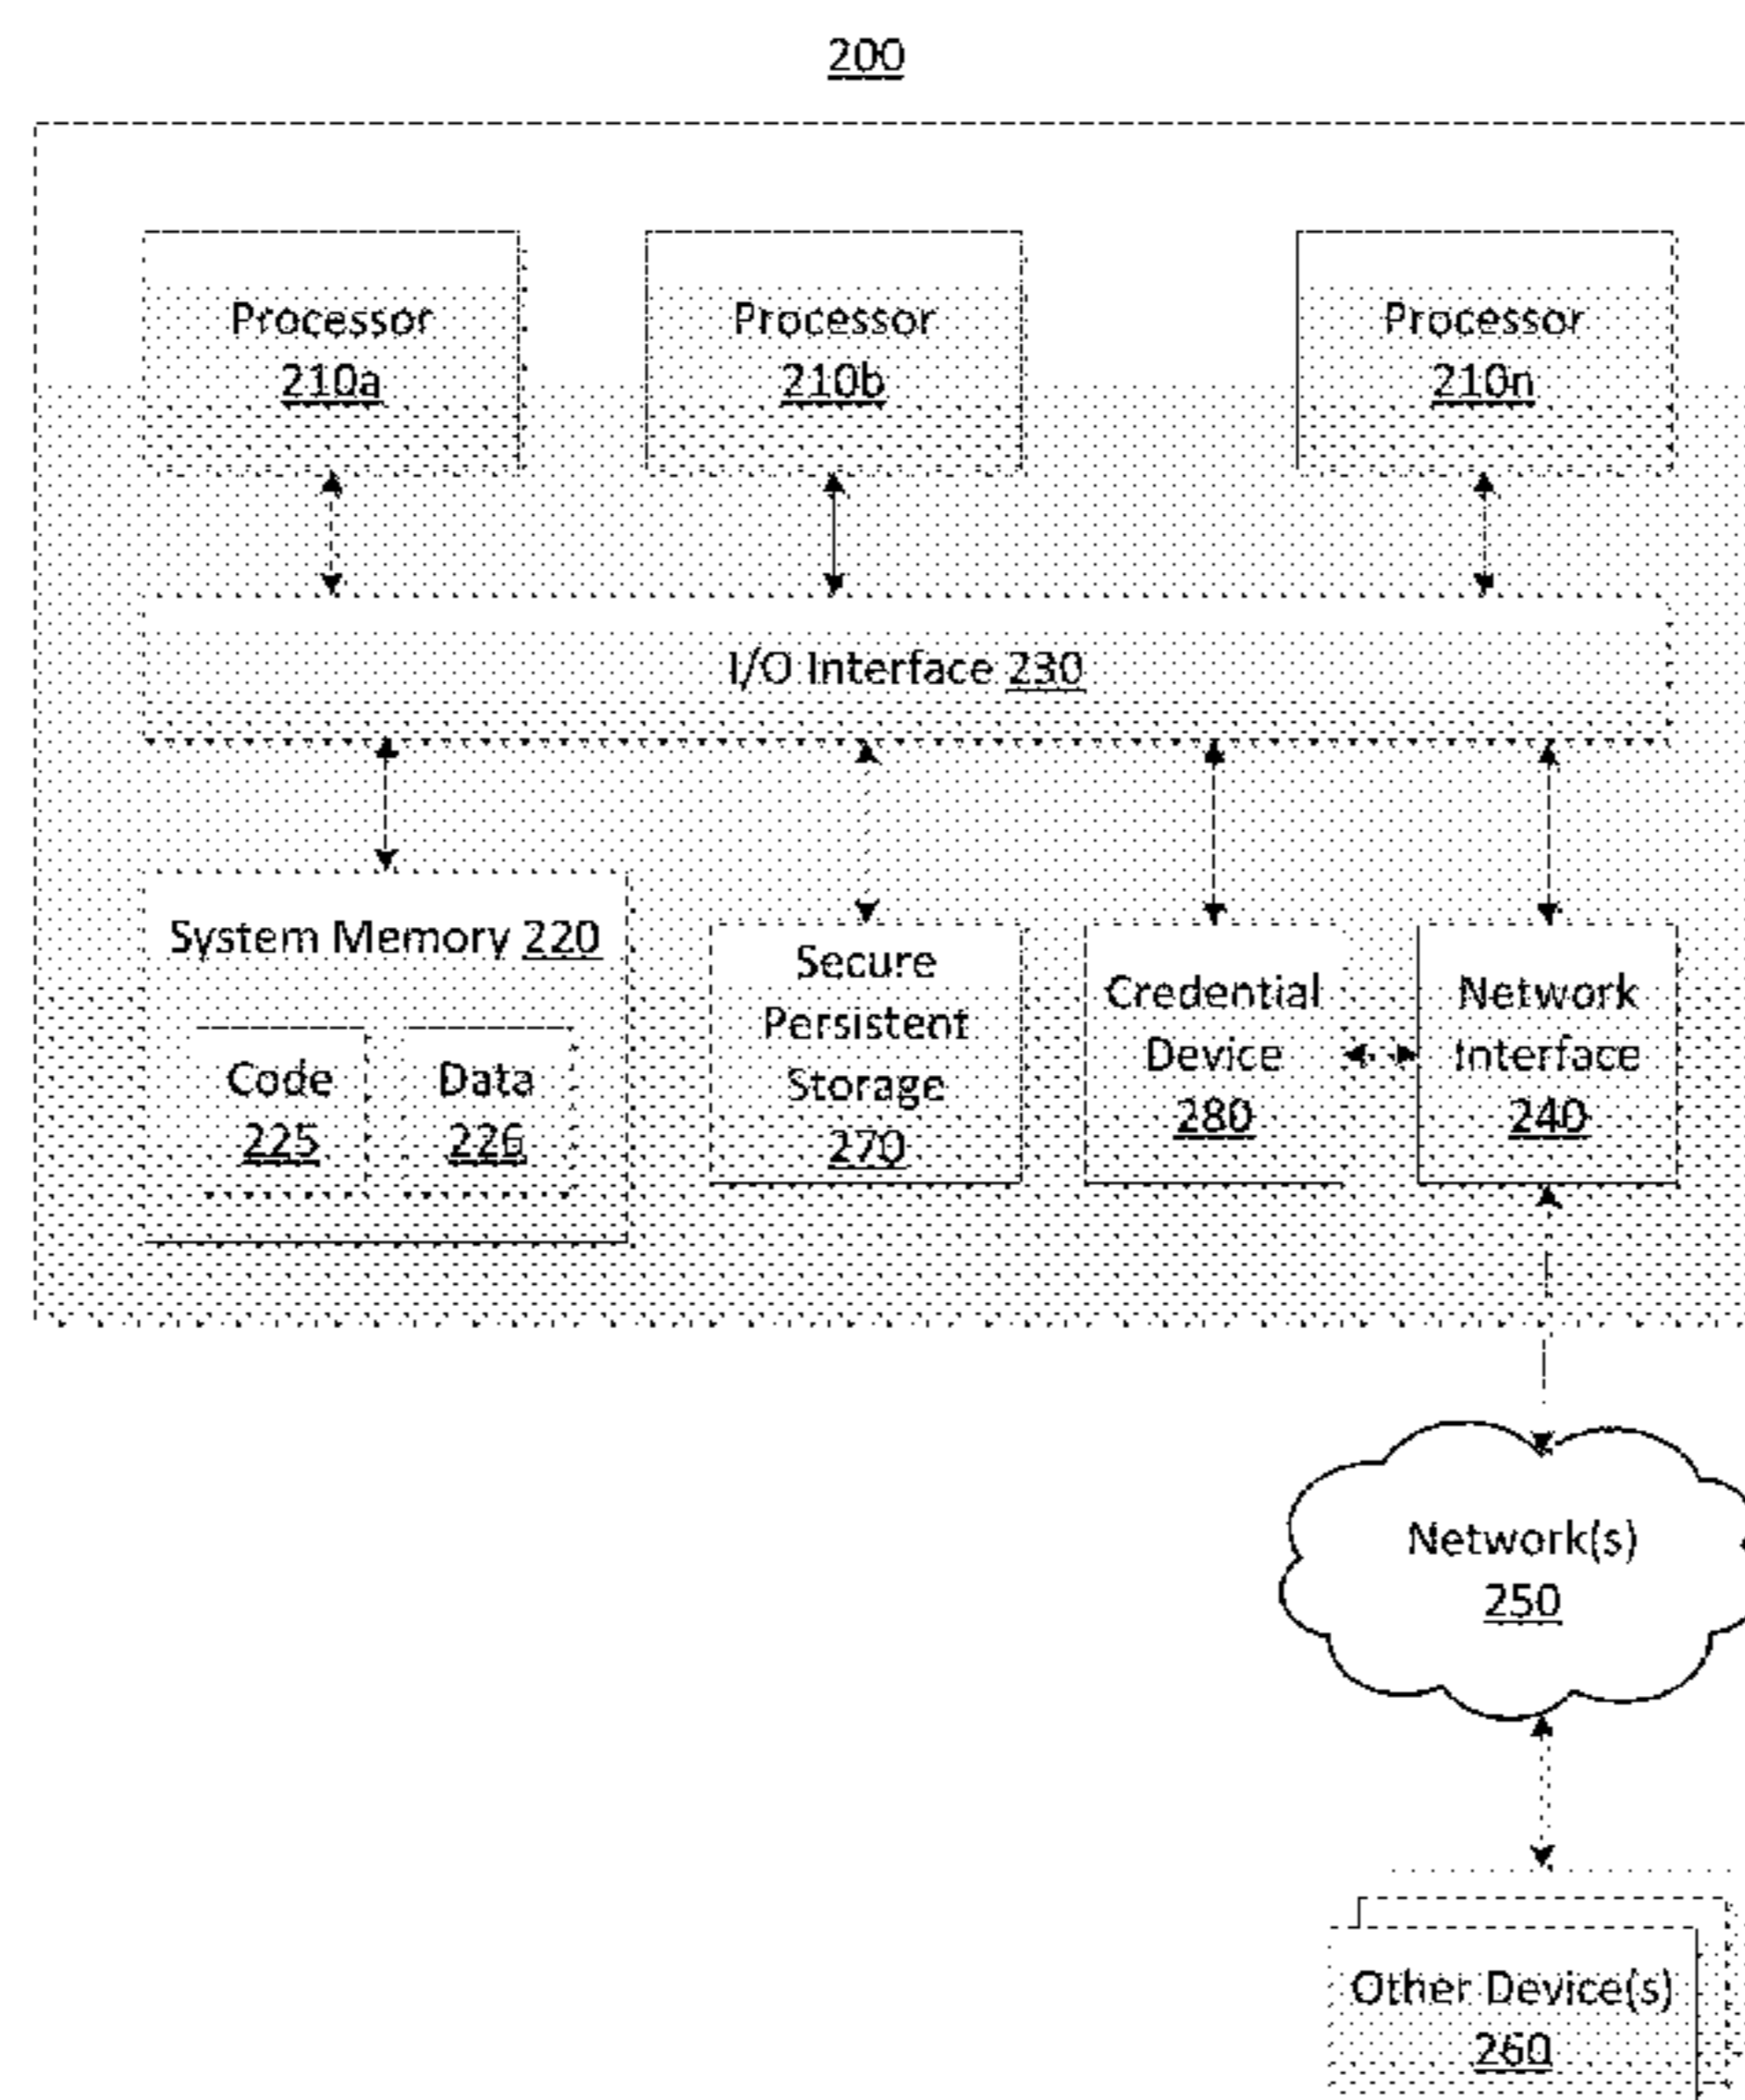 200
Processor
210a
Processor
210b
Processor
210n
I/O Interface 230
System Memory 220
Code
225
Data
226
Secure
Persistent
Storage
270
Credential
Device
280
Network
Interface
240
Network(s)
250
Other Device(s)
260